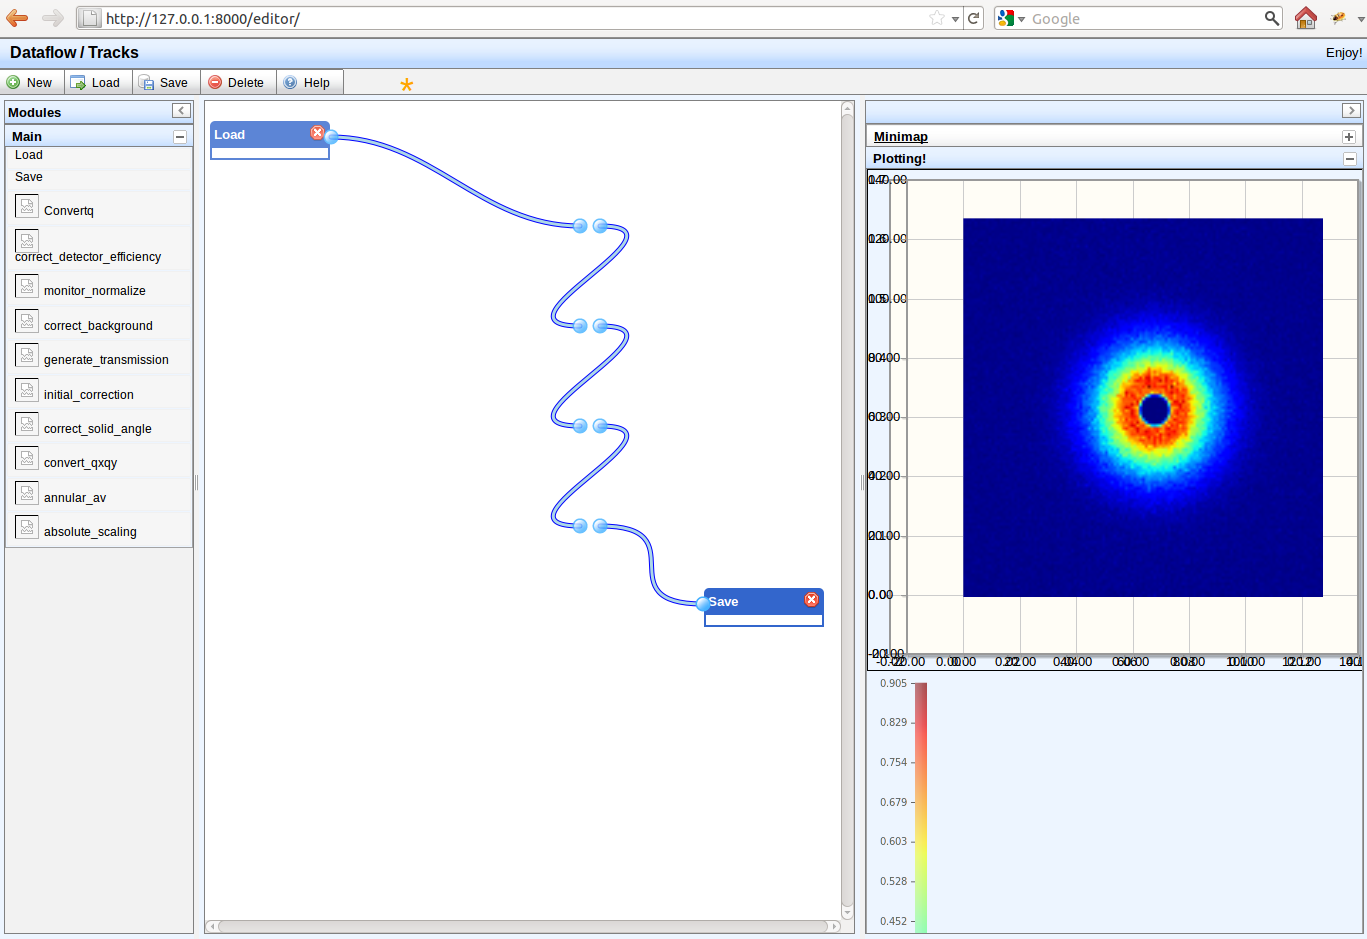 http://127.0.0.1:8000/editor/
Google
Dataflow / Tracks
Enjoy!
New
Load
Save
Delete
Help
Modules
Main
Load
Save
Convertq
correct_detector_efficiency
monitor_normalize
correct_background
generate_transmission
initial_correction
correct_solid_angle
convert_qxqy
annular_av
absolute_scaling
Load
Save
Minimap
Plotting!
0.905
0.829
0.754
0.679
0.603
0.528
0.452